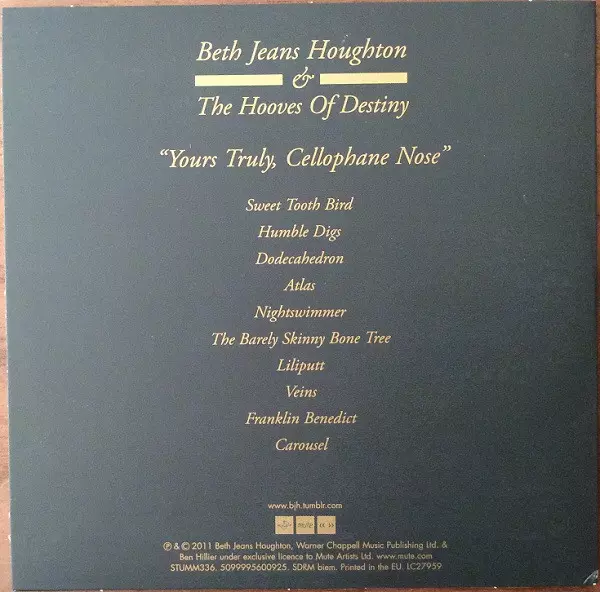 Beth Jeans Houghton
&
The Hooves Of Destiny
“Yours Truly, Cellophane Nose”
Sweet Tooth Bird
Humble Digs
Dodecahedron
Atlas
Nightswimmer
The Barely Skinny Bone Tree
Liliputt
Veins
Franklin Benedict
Carousel
www.bjh.tumblr.com
mute
℗ & © 2011 Beth Jeans Houghton, Warner Chappell Music Publishing Ltd. &
Ben Hillier under exclusive licence to Mute Artists Ltd. www.mute.com
STUMM336. 5099995600925. SDRM biem. Printed in the EU. LC27959